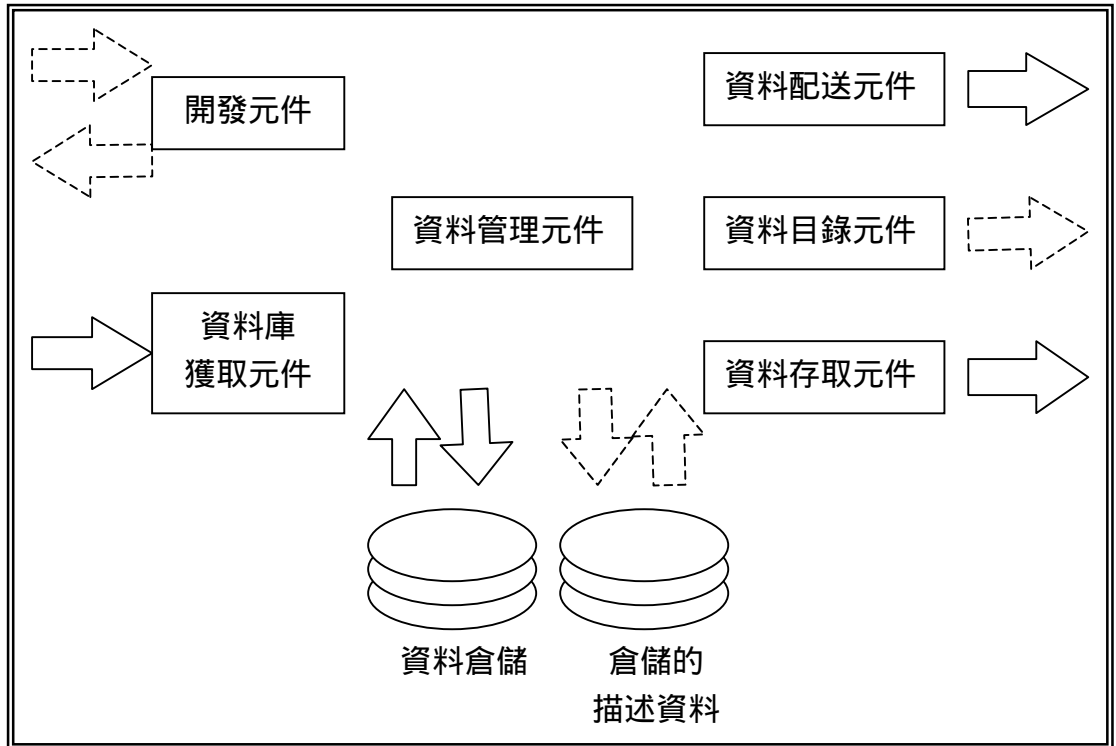 開發元件
資料配送元件
資料管理元件
資料目錄元件
資料庫
獲取元件
資料存取元件
資料倉儲
倉儲的
描述資料